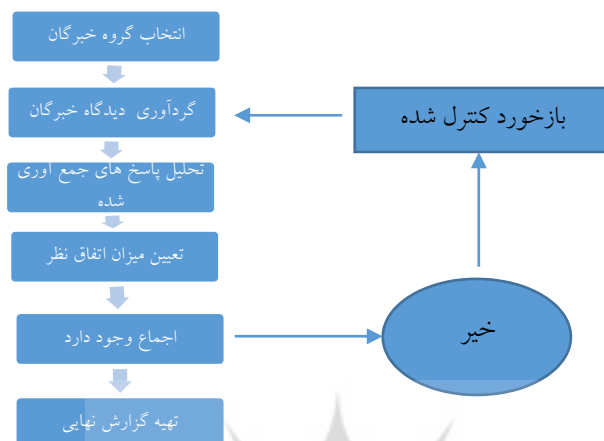 انتخاب گروه خبرگان
گردآوری دیدگاه خبرگان
بازخورد کنترل شده
تحلیل پاسخ های جمع آوری
شده
تعیین میزان اتفاق نظر
اجماع وجود دارد
خیر
تهیه گزارش نهایی